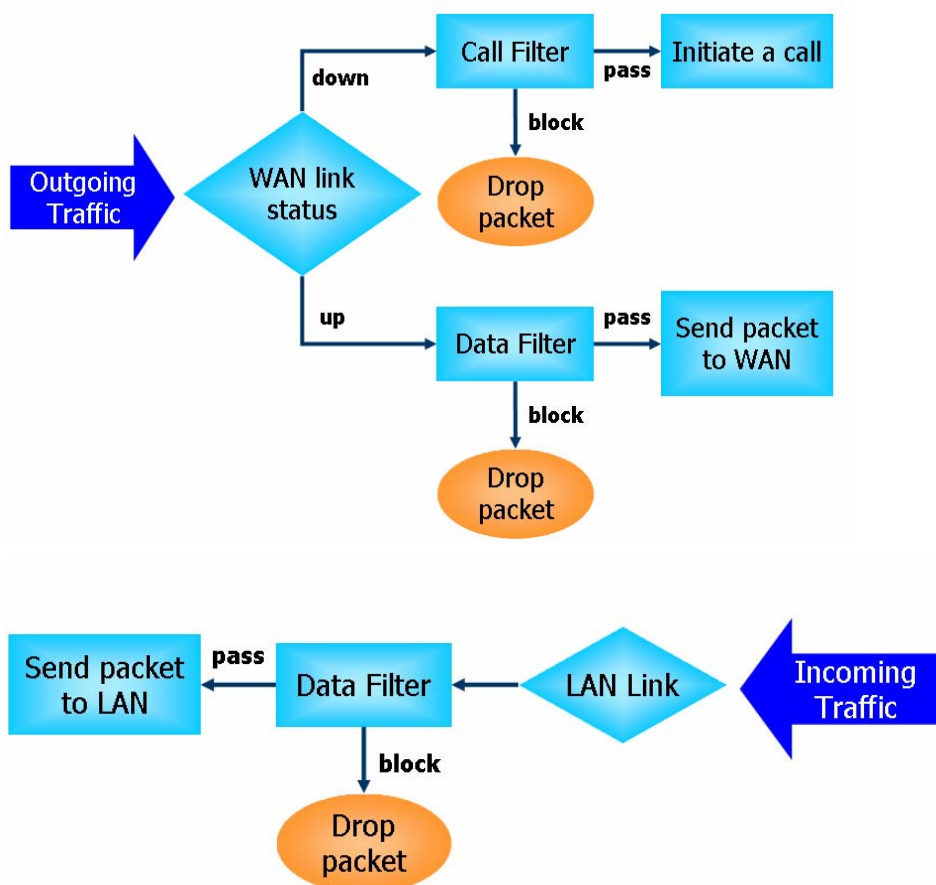 Call Filter
pass
Initiate a call
down
block
Outgoing
Traffic
WAN link
status
Drop
packet
up
Data Filter
pass
Send packet
to WAN
block
Drop
packet
Send packet
to LAN
pass
Data Filter
LAN Link
Incoming
Traffic
block
Drop
packet